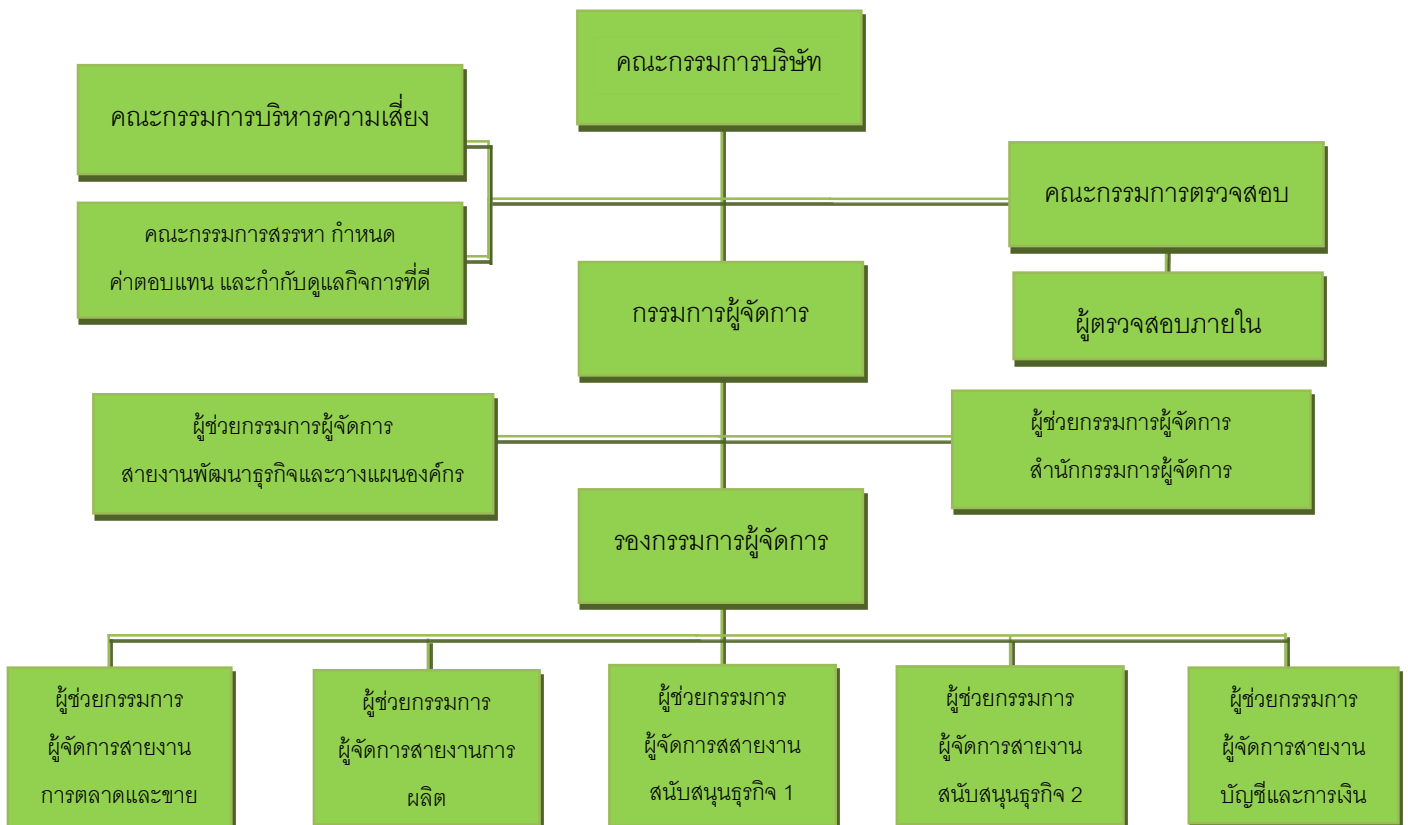 คณะกรรมการบริษัท
คณะกรรมการบริหารความเสี่ยง
คณะกรรมการตรวจสอบ
คณะกรรมการสรรหา กำหนด
ค่าตอบแทน และกำกับดูแลกิจการที่ดี
กรรมการผู้จัดการ
ผู้ตรวจสอบภายใน
ผู้ช่วยกรรมการผู้จัดการ
สายงานพัฒนาธุรกิจและวางแผนองค์กร
ผู้ช่วยกรรมการผู้จัดการ
สำนักกรรมการผู้จัดการ
รองกรรมการผู้จัดการ
ผู้ช่วยกรรมการ
ผู้จัดการสายงาน
การตลาดและขาย
ผู้ช่วยกรรมการ
ผู้จัดการสายงานการ
ผลิต
ผู้ช่วยกรรมการ
ผู้จัดการสสายงาน
สนับสนุนธุรกิจ 1
ผู้ช่วยกรรมการ
ผู้จัดการสายงาน
สนับสนุนธุรกิจ 2
ผู้ช่วยกรรมการ
ผู้จัดการสายงาน
บัญชีและการเงิน